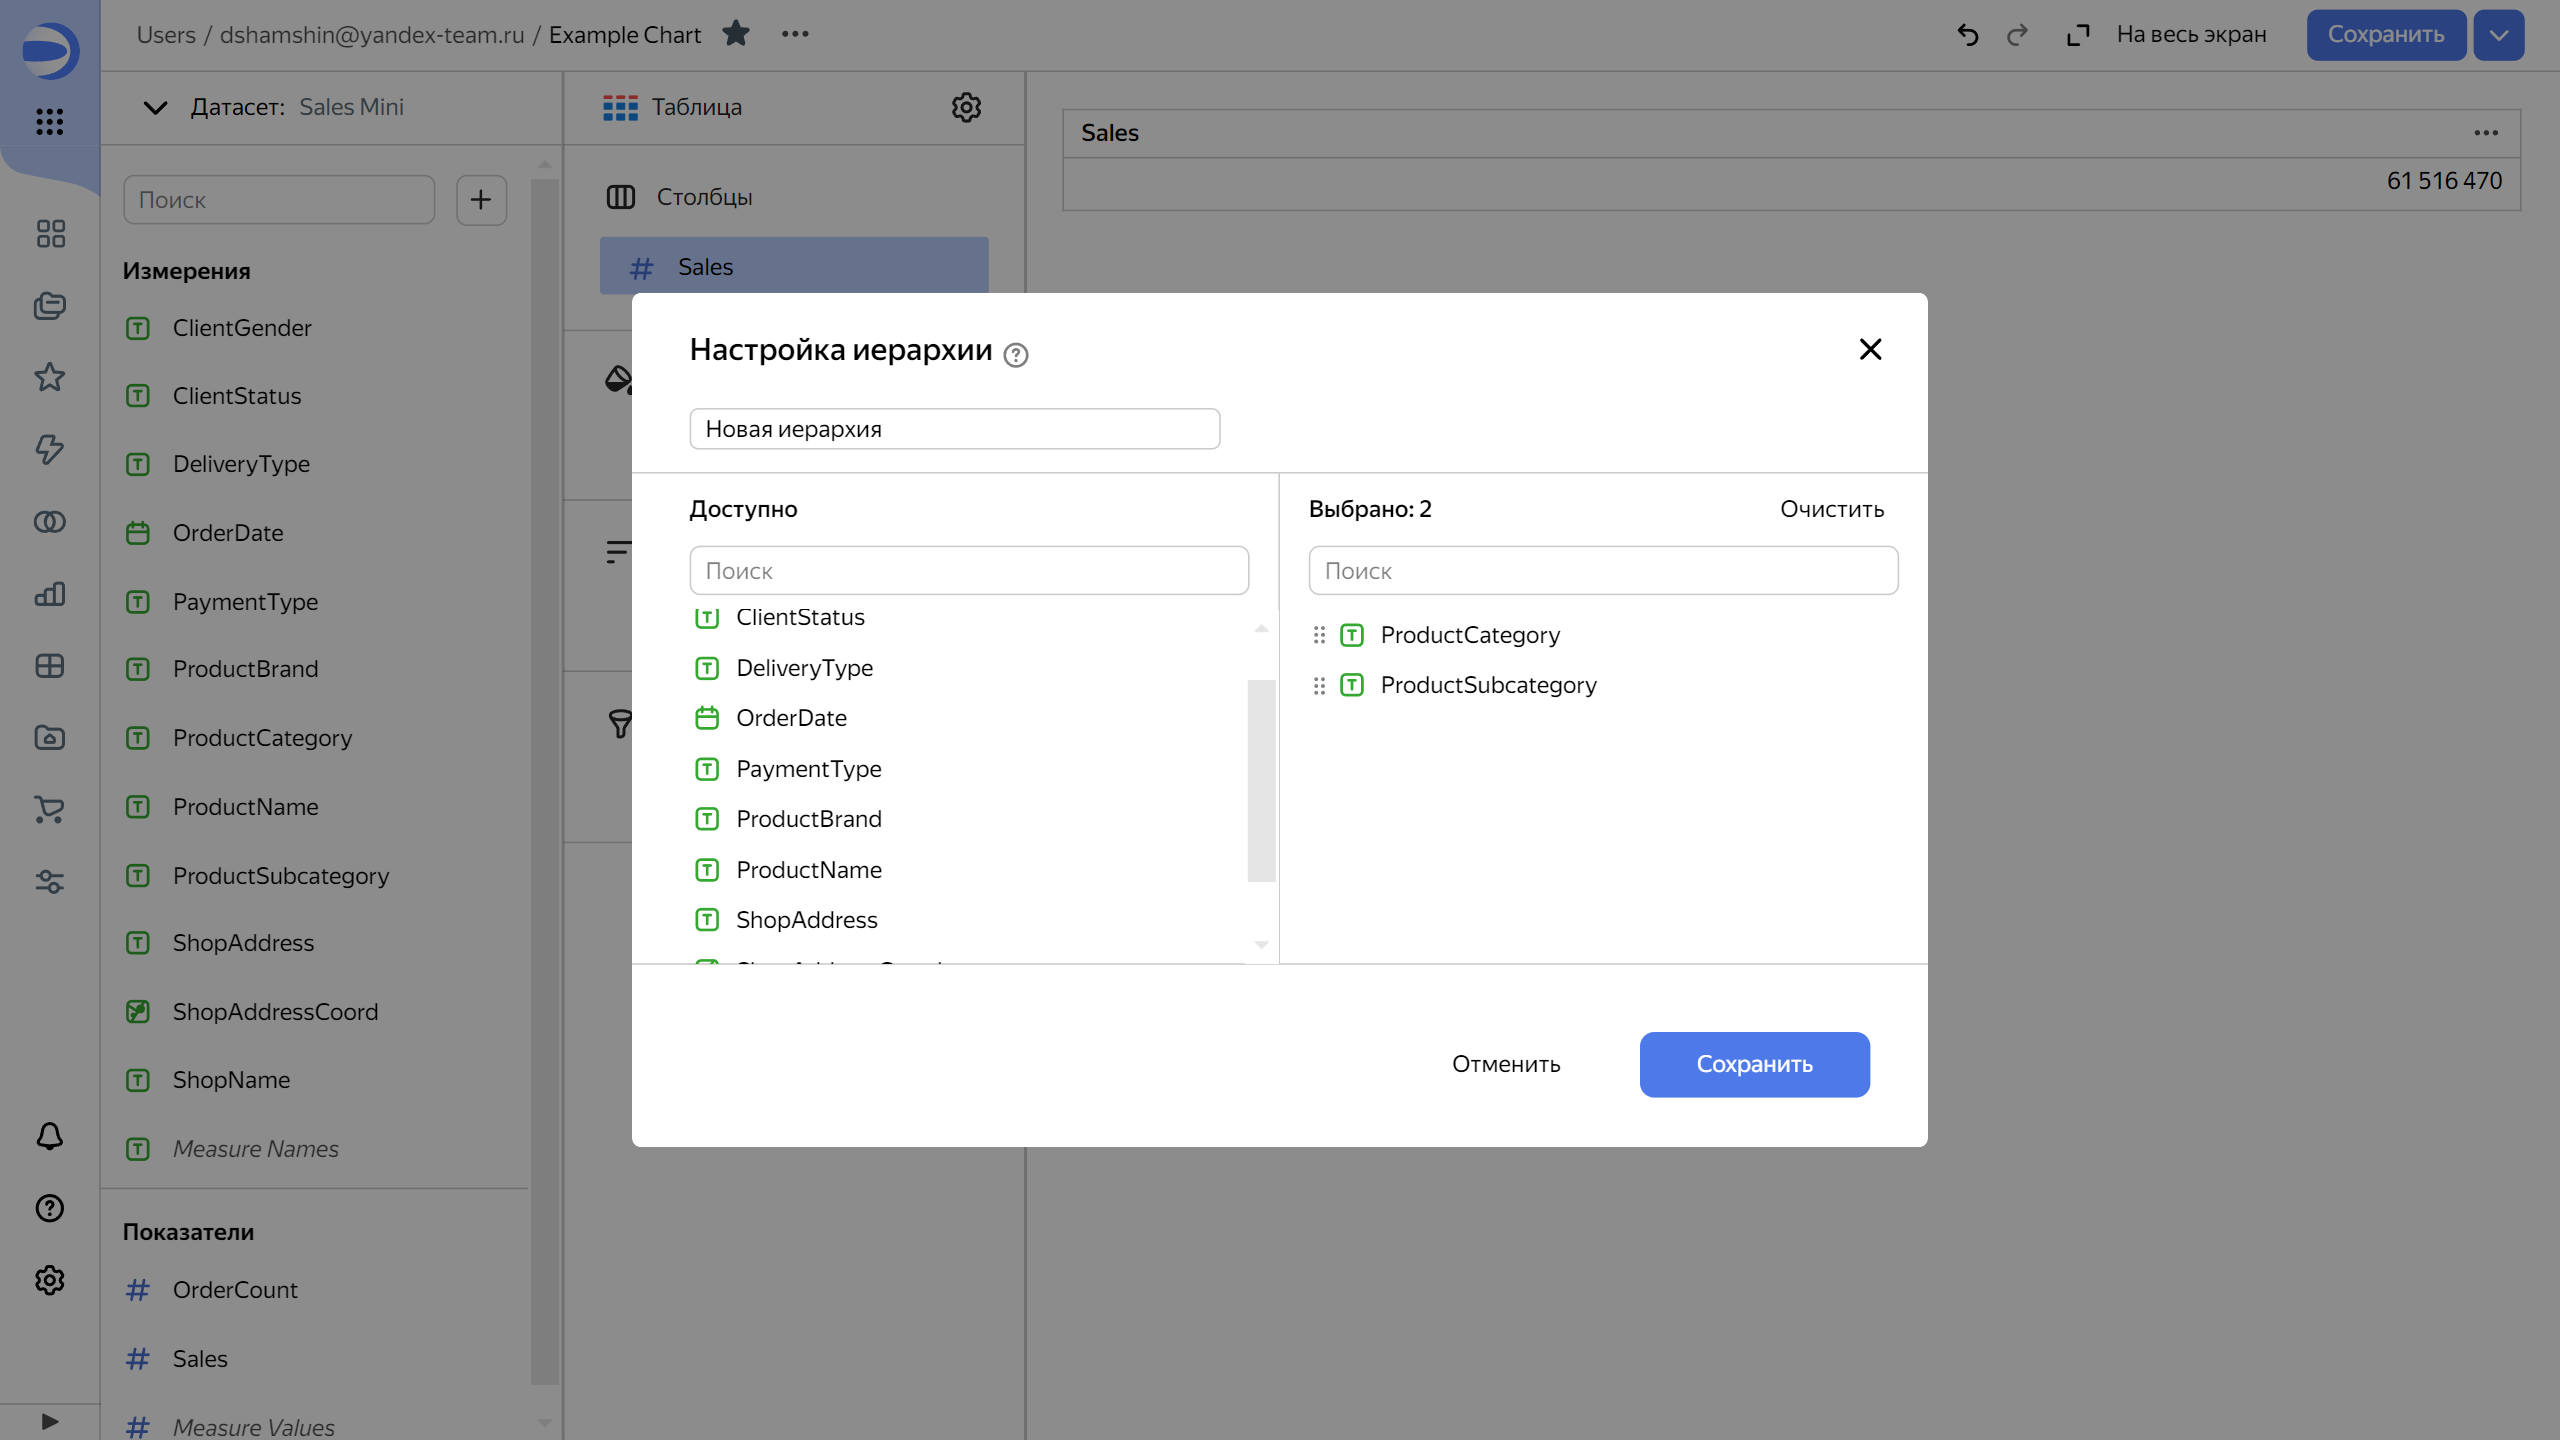 Users / dshamshin@yandex-team.ru / Example Chart
На весь экран
Сохранить
Датасет: Sales Mini
Поиск
Измерения
ClientGender
ClientStatus
DeliveryType
OrderDate
PaymentType
ProductBrand
ProductCategory
ProductName
ProductSubcategory
ShopAddress
ShopAddressCoord
ShopName
Measure Names
Показатели
OrderCount
Sales
Measure Values
Таблица
Столбцы
Sales
Sales
61 516 470
Настройка иерархии
Новая иерархия
Доступно
Поиск
ClientStatus
DeliveryType
OrderDate
PaymentType
ProductBrand
ProductName
ShopAddress
Выбрано: 2
Очистить
Поиск
ProductCategory
ProductSubcategory
Отменить
Сохранить